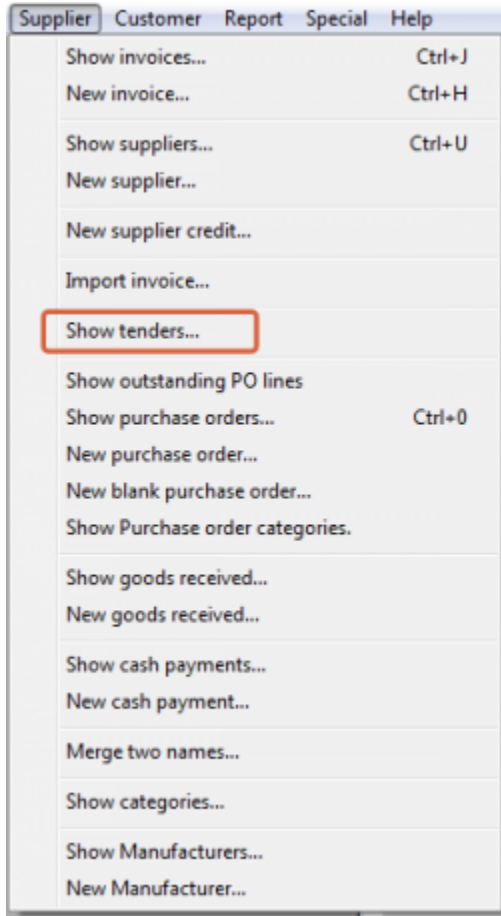 Supplier Customer Report Special Help
Show invoices... Ctrl+J
New invoice... Ctrl+H
Show suppliers... Ctrl+U
New supplier...
New supplier credit...
Import invoice...
Show tenders...
Show outstanding PO lines
Show purchase orders... Ctrl+0
New purchase order...
New blank purchase order...
Show Purchase order categories.
Show goods received...
New goods received...
Show cash payments...
New cash payment...
Merge two names...
Show categories...
Show Manufacturers...
New Manufacturer...